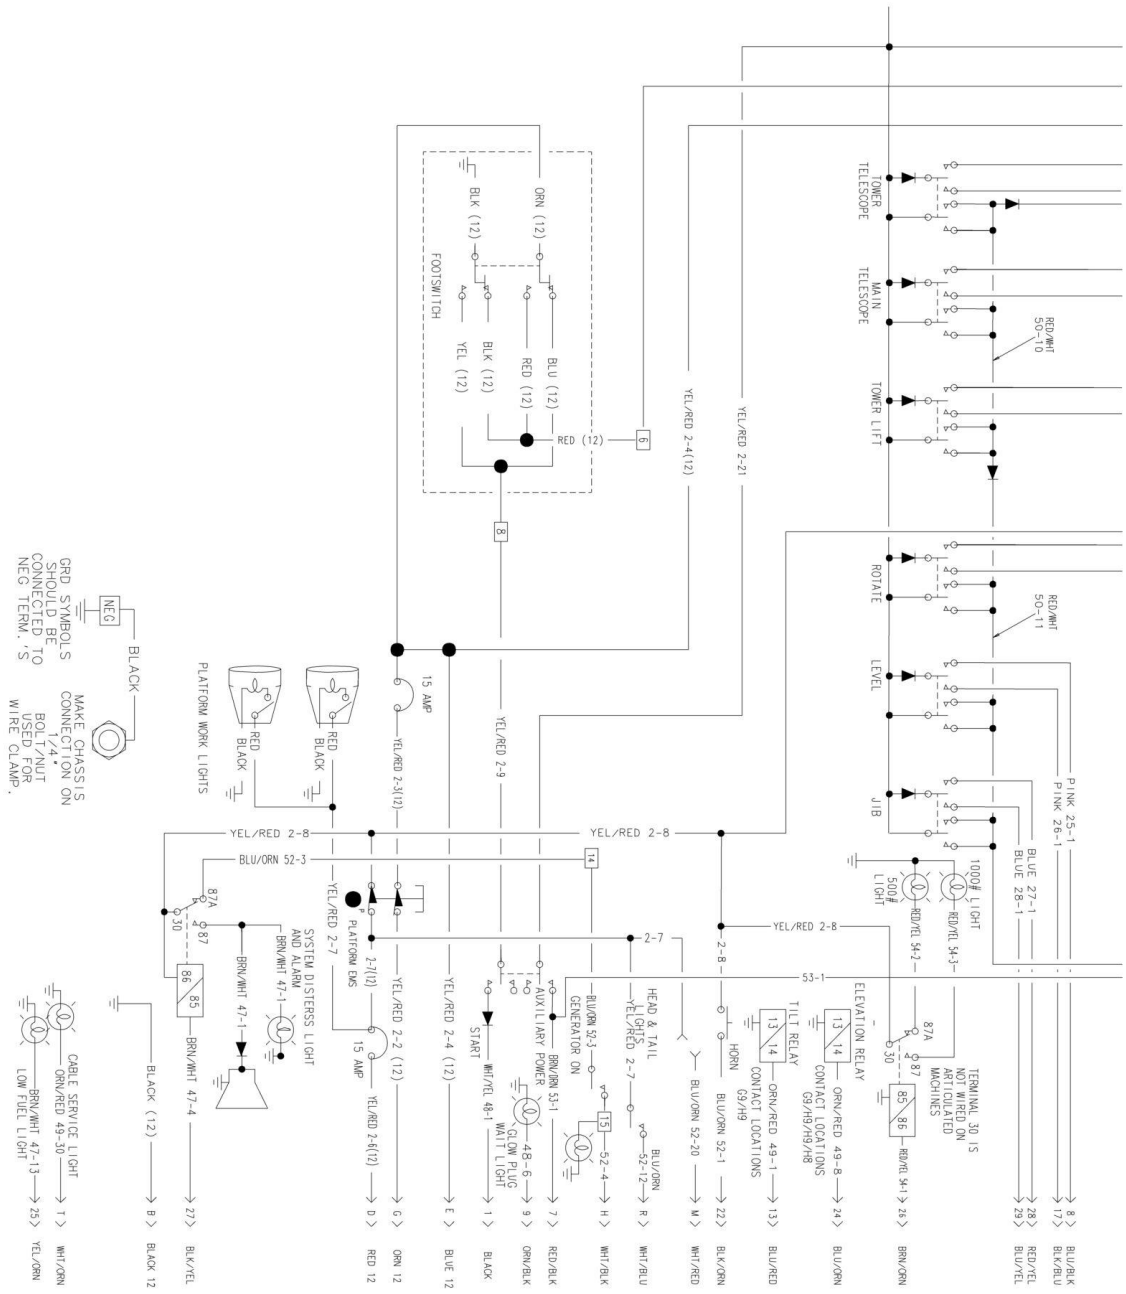 TOWER
TELESCOPE
MAIN
TELESCOPE
RED/WHT
50-10
TOWER LIFT
ROTATE
RED/WHT
50-11
LEVEL
JIB
PINK 25-1
PINK 26-1
BLUE 27-1
BLUE 28-1
ORN (12)
BLK (12)
FOOTSWITCH
YEL (12)
BLK (12)
RED (12)
BLU (12)
RED (12)
6
8
YEL/RED 2-4(12)
YEL/RED 2-21
YEL/RED 2-9
15 AMP
YEL/RED 2-3(12)
GRD SYMBOLS
SHOULD BE
CONNECTED TO
NEG TERM.'S
NEG
BLACK
MAKE CHASSIS
CONNECTION ON
1/4"
BOLT/NUT
USED FOR
WIRE CLAMP.
PLATFORM WORK LIGHTS
RED
BLACK
RED
BLACK
YEL/RED 2-8
YEL/RED 2-8
BLU/ORN 52-3
14
YEL/RED 2-7
P
PLATFORM EMS
2-7(12)
15 AMP
YEL/RED 2-6(12)
YEL/RED 2-2 (12)
YEL/RED 2-4 (12)
87A
30
87
86
85
BRN/WHT 47-4
BRN/WHT 47-1
BRN/WHT 47-1
SYSTEM DISTERSS LIGHT
AND ALARM
BLACK (12)
CABLE SERVICE LIGHT
ORN/RED 49-30
BRN/WHT 47-13
LOW FUEL LIGHT
START
WHT/YEL 48-1
AUXILIARY POWER
BRN/ORN 53-1
GLOW PLUG
WAIT LIGHT
48-6
GENERATOR ON
BLU/ORN 52-3
15
52-4
HEAD & TAIL
LIGHTS
YEL/RED 2-7
2-7
BLU/ORN
52-12
BLU/ORN 52-20
2-8
HORN
BLU/ORN 52-1
YEL/RED 2-8
53-1
TILT RELAY
13
14
ORN/RED 49-1
CONTACT LOCATIONS
G9/H9
ELEVATION RELAY
13
14
ORN/RED 49-8
CONTACT LOCATIONS
G9/H9/H9/H8
500#
LIGHT
1000# LIGHT
RED/YEL 54-2
RED/YEL 54-3
87A
30
87
85
86
RED/YEL 54-1
TERMINAL 30 IS
NOT WIRED ON
ARTICULATED
MACHINES
25 YEL/ORN
T WHT/ORN
B BLACK 12
27 BLK/YEL
D RED 12
G ORN 12
E BLUE 12
1 BLACK
9 ORN/BLK
7 RED/BLK
H WHT/BLK
R WHT/BLU
M WHT/RED
22 BLK/ORN
13 BLU/RED
24 BLU/ORN
26 BRN/ORN
29 BLU/YEL
28 RED/YEL
17 BLK/BLU
8 BLU/BLK